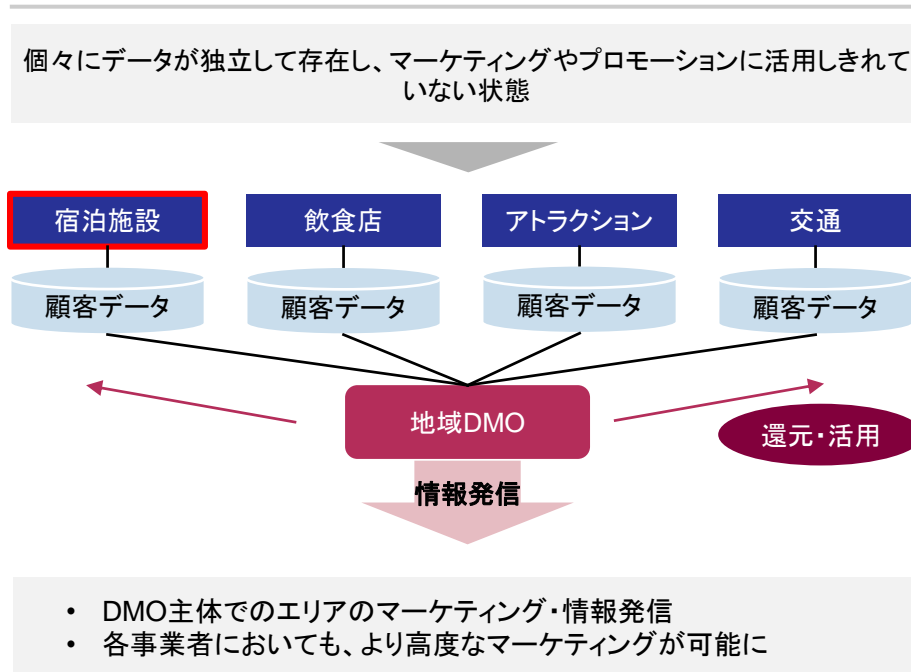 個々にデータが独立して存在し、マーケティングやプロモーションに活用しきれて
いない状態
宿泊施設
飲食店
アトラクション
交通
顧客データ
顧客データ
顧客データ
顧客データ
地域DMO
還元・活用
情報発信
• DMO主体でのエリアのマーケティング・情報発信
• 各事業者においても、より高度なマーケティングが可能に